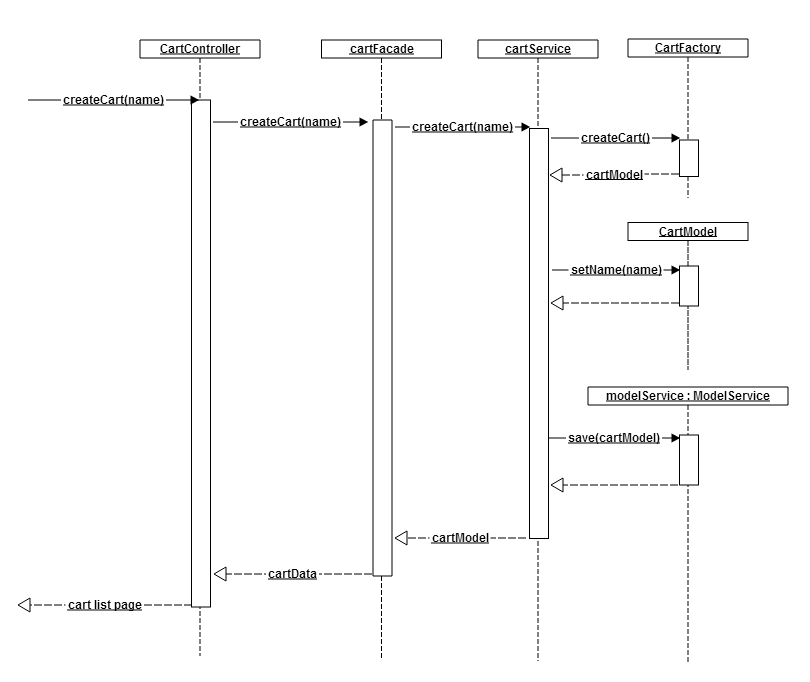 CartController
cartFacade
cartService
CartFactory
createCart(name)
createCart(name)
createCart(name)
createCart()
cartModel
CartModel
setName(name)
modelService : ModelService
save(cartModel)
cartModel
cartData
cart list page